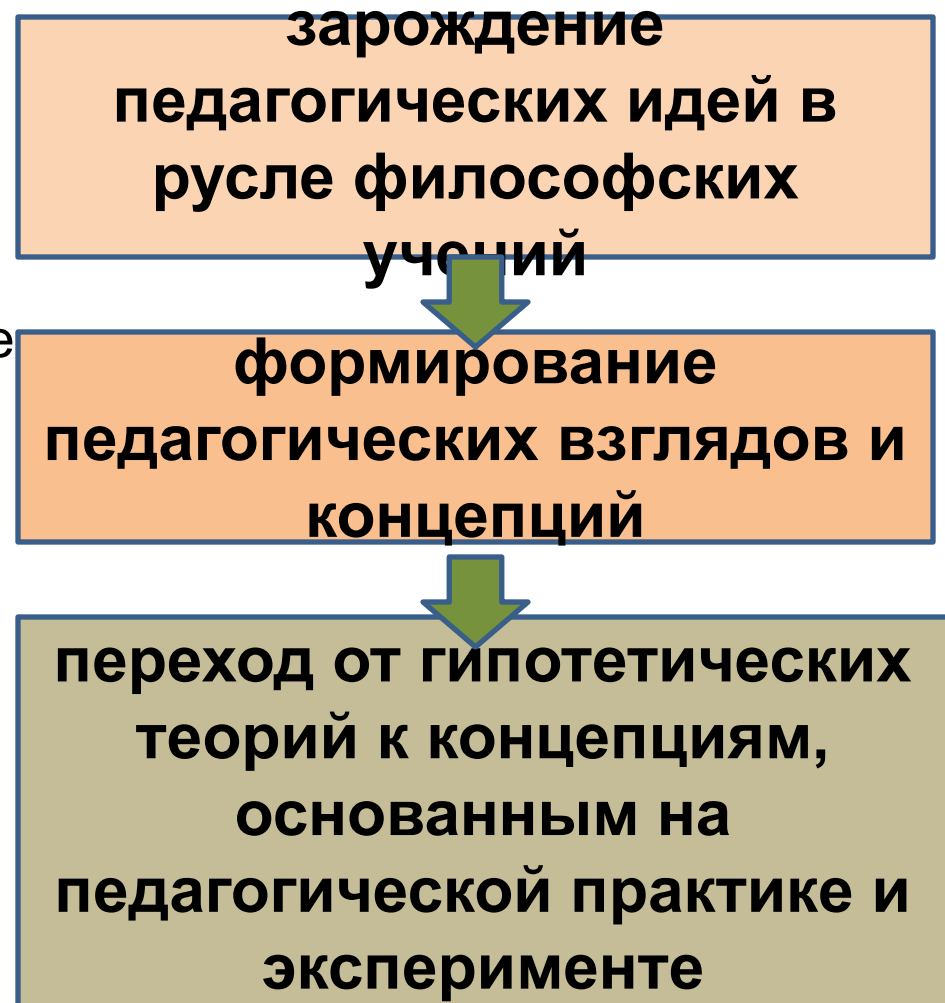 зарождение
педагогических идей в
русле философских
учений
е
формирование
педагогических взглядов и
концепций
переход от гипотетических
теорий к концепциям,
основанным на
педагогической практике и
эксперименте